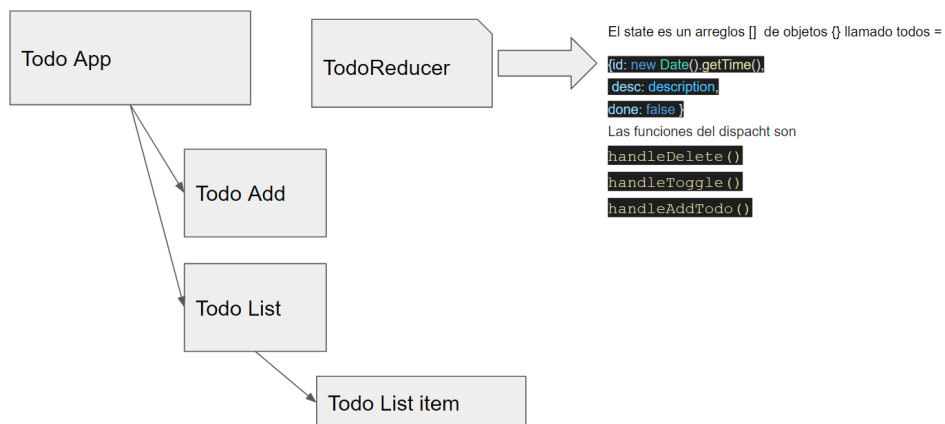 Todo App
TodoReducer
El state es un arreglos [] de objetos {} llamado todos =
{id: new Date().getTime(),
desc: description,
done: false }
Las funciones del dispacht son
handleDelete()
handleToggle()
handleAddTodo()
Todo Add
Todo List
Todo List item